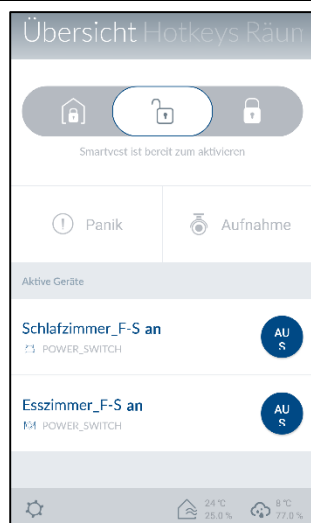 Übersicht Hotkeys Räun
Smartvest ist bereit zum aktivieren
Panik Aufnahme
Aktive Geräte
Schlafzimmer_F-S an
POWER_SWITCH
AU
S
Esszimmer_F-S an
POWER_SWITCH
AU
S
24 °C 8 °C
25.0 % 77.0 %